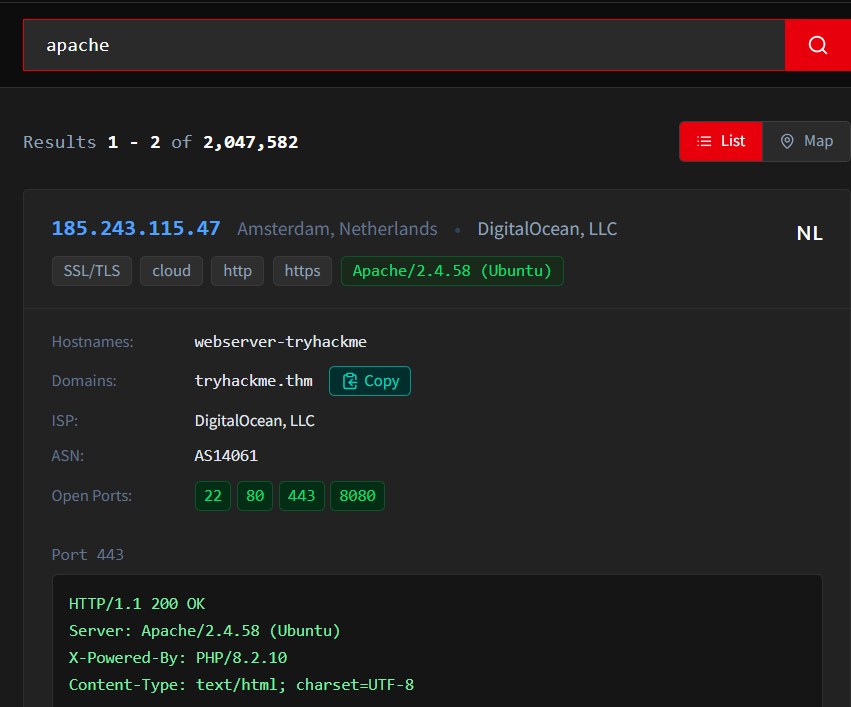 apache
Results 1 - 2 of 2,047,582
List
Map
185.243.115.47 Amsterdam, Netherlands • DigitalOcean, LLC
NL
SSL/TLS cloud http https Apache/2.4.58 (Ubuntu)
Hostnames: webserver-tryhackme
Domains: tryhackme.thm Copy
ISP: DigitalOcean, LLC
ASN: AS14061
Open Ports: 22 80 443 8080
Port 443
HTTP/1.1 200 OK
Server: Apache/2.4.58 (Ubuntu)
X-Powered-By: PHP/8.2.10
Content-Type: text/html; charset=UTF-8